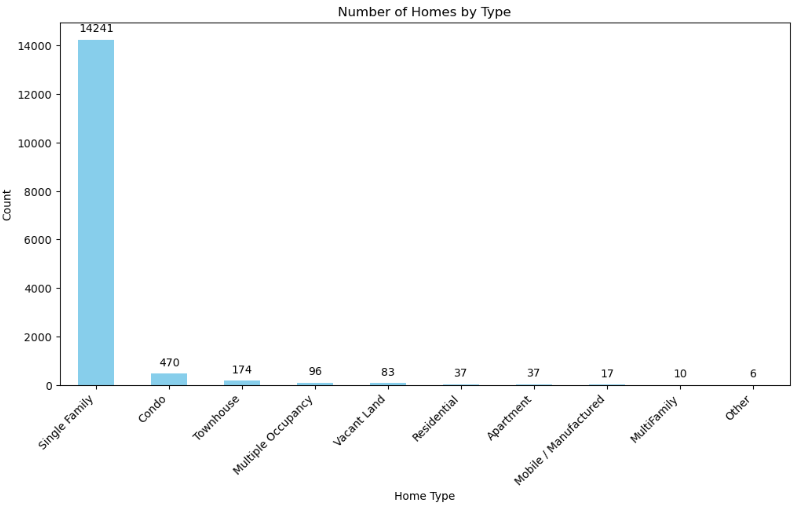 Number of Homes by Type
14241
470
174
96
83
37
37
17
10
6
14000
12000
10000
8000
6000
4000
2000
0
Count
Single Family
Condo
Townhouse
Multiple Occupancy
Vacant Land
Residential
Apartment
Mobile / Manufactured
MultiFamily
Other
Home Type